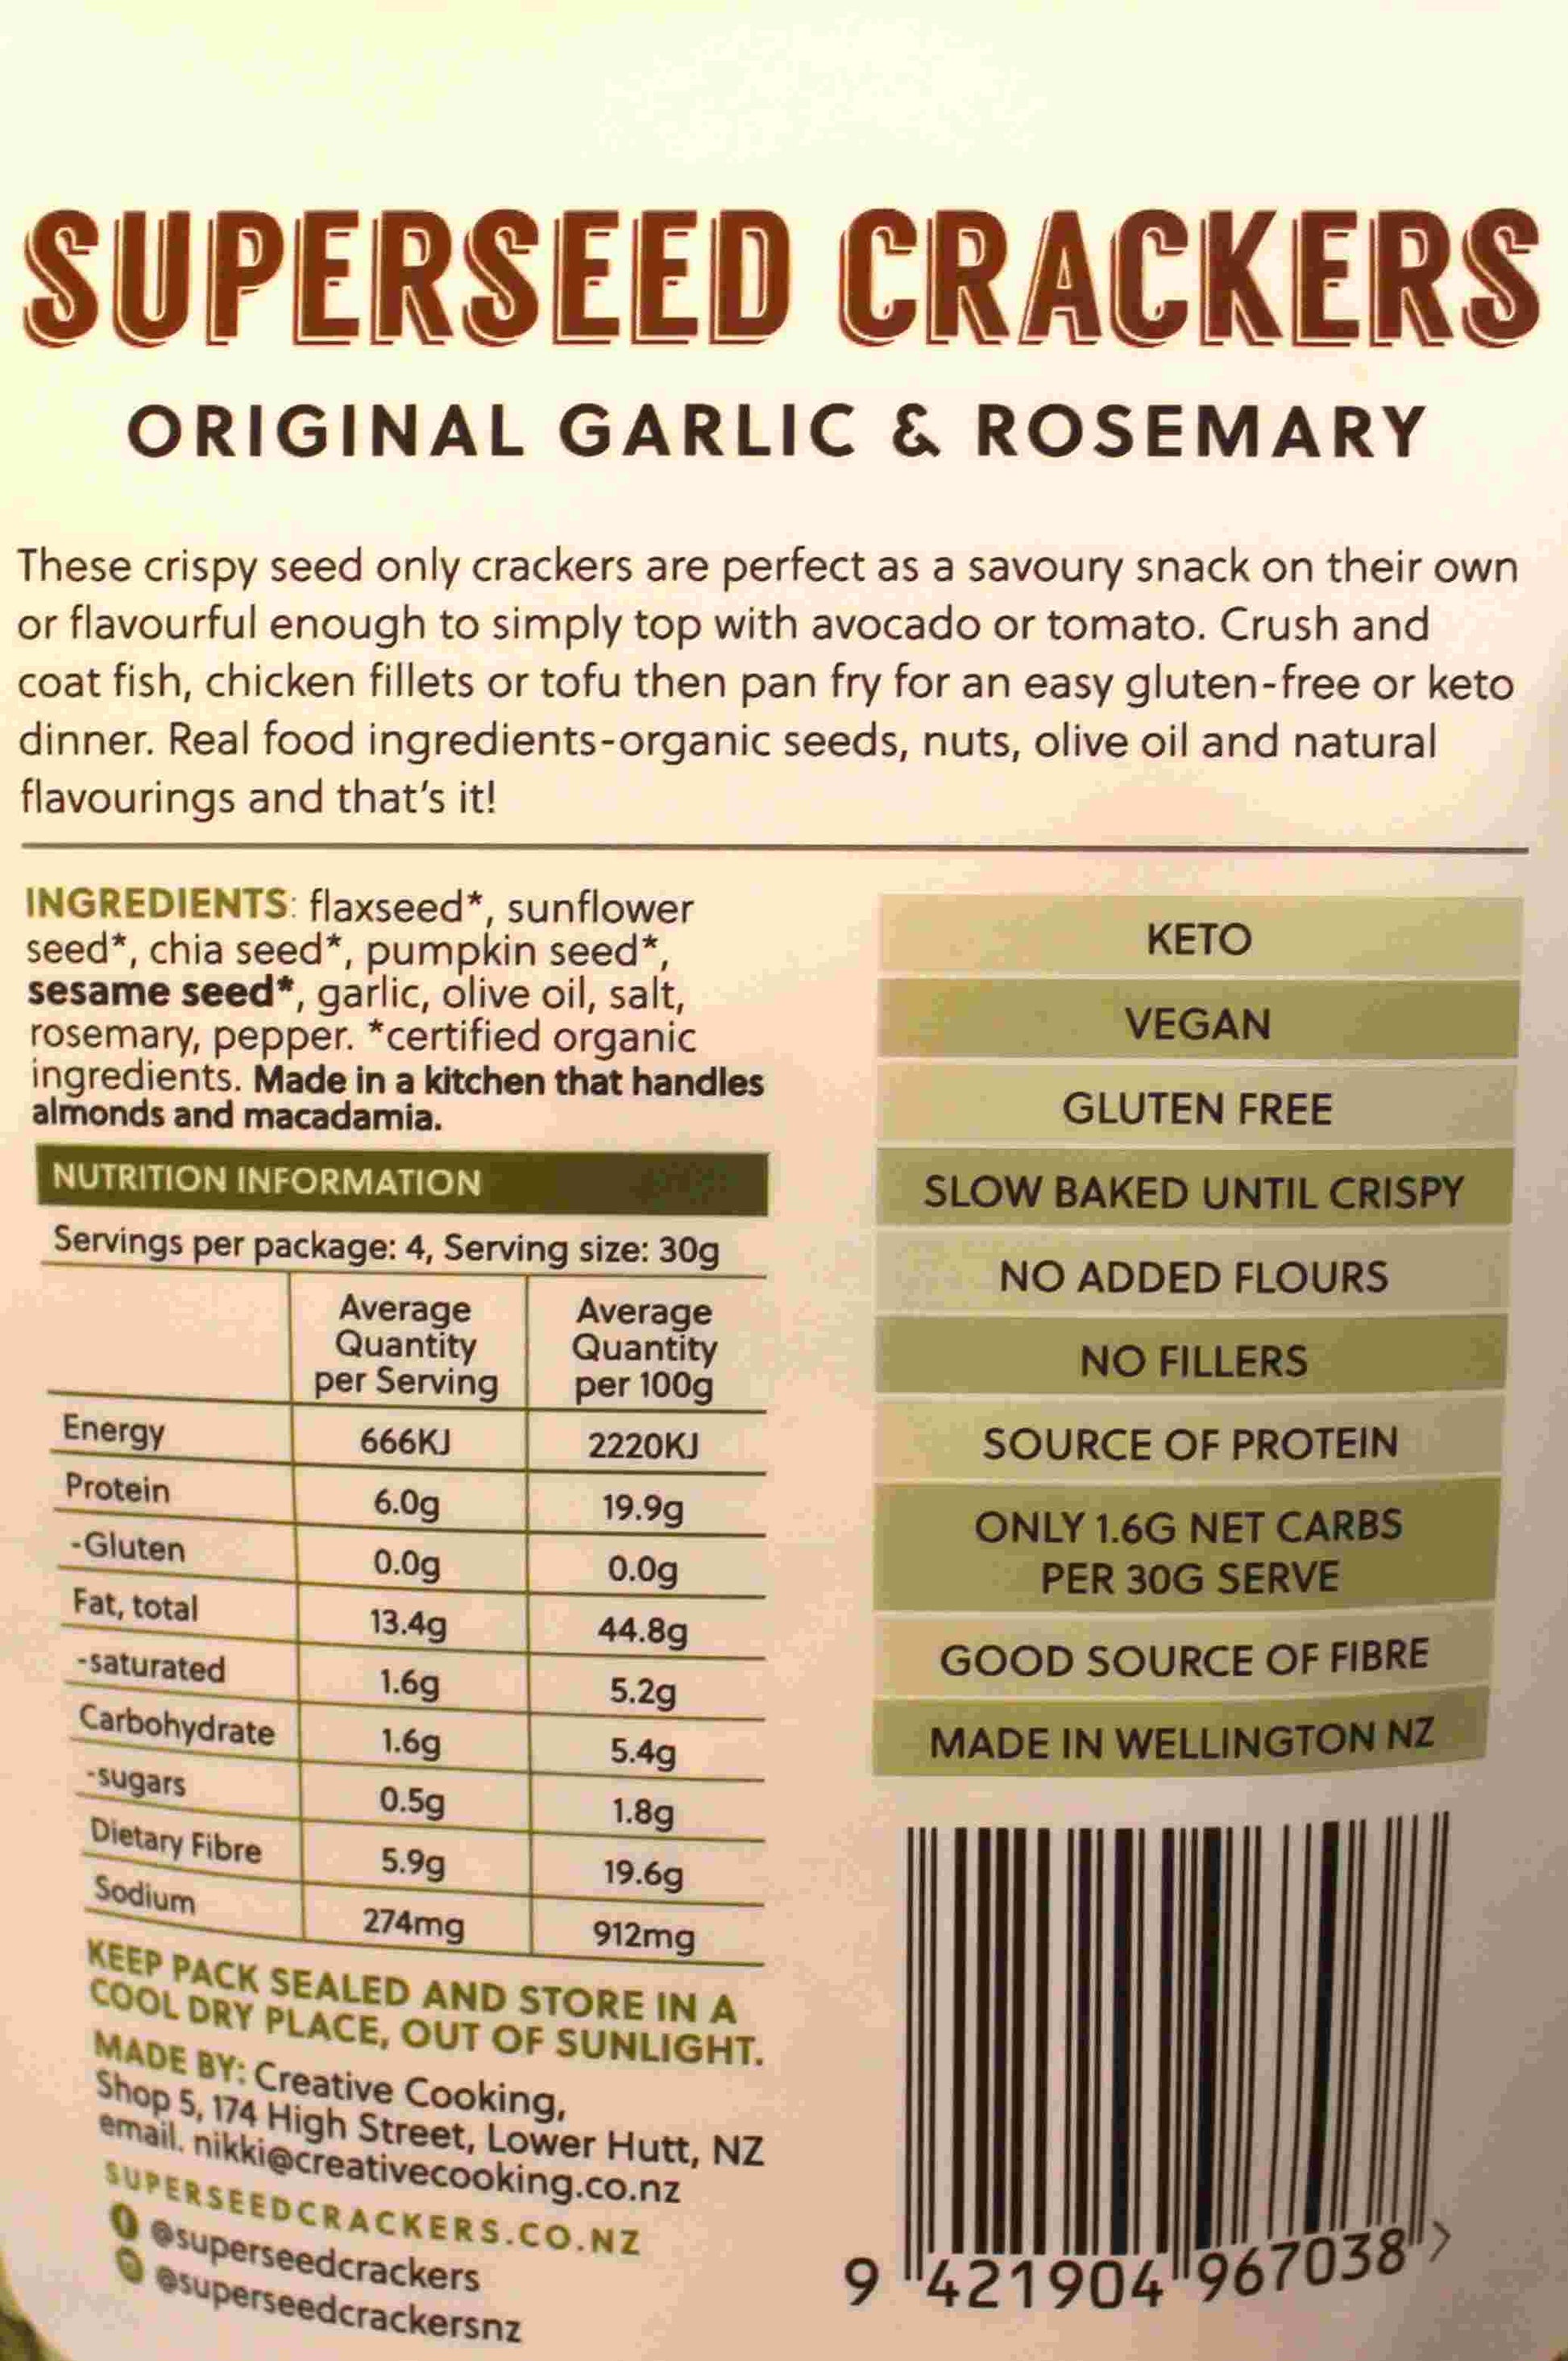 SUPERSEED CRACKERS
ORIGINAL GARLIC & ROSEMARY
These crispy seed only crackers are perfect as a savoury snack on their own
or flavourful enough to simply top with avocado or tomato. Crush and
coat fish, chicken fillets or tofu then pan fry for an easy gluten-free or keto
dinner. Real food ingredients-organic seeds, nuts, olive oil and natural
flavourings and that's it!
INGREDIENTS: flaxseed*, sunflower
seed*, chia seed*, pumpkin seed*,
sesame seed*, garlic, olive oil, salt,
rosemary, pepper. *certified organic
ingredients. Made in a kitchen that handles
almonds and macadamia.
NUTRITION INFORMATION
Servings per package: 4, Serving size: 30g
Average Quantity per Serving Average Quantity per 100g
Energy 666KJ 2220KJ
Protein 6.0g 19.9g
-Gluten 0.0g 0.0g
Fat, total 13.4g 44.8g
-saturated 1.6g 5.2g
Carbohydrate 1.6g 5.4g
-sugars 0.5g 1.8g
Dietary Fibre 5.9g 19.6g
Sodium 274mg 912mg
KEEP PACK SEALED AND STORE IN A
COOL DRY PLACE, OUT OF SUNLIGHT.
MADE BY: Creative Cooking,
Shop 5, 174 High Street, Lower Hutt, NZ
email. nikki@creativecooking.co.nz
SUPERSEEDCRACKERS.CO.NZ
@superseedcrackers
@superseedcrackersnz
KETO
VEGAN
GLUTEN FREE
SLOW BAKED UNTIL CRISPY
NO ADDED FLOURS
NO FILLERS
SOURCE OF PROTEIN
ONLY 1.6G NET CARBS
PER 30G SERVE
GOOD SOURCE OF FIBRE
MADE IN WELLINGTON NZ
9 421904 967038 >